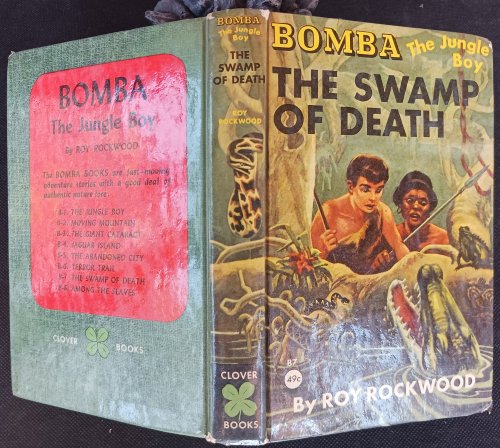 BOMBA
The Jungle Boy
By ROY ROCKWOOD
The BOMBA BOOKS are fast-moving
adventure stories with a good deal of
authentic nature lore.
B-1. THE JUNGLE BOY
B-2. MOVING MOUNTAIN
B-3. THE GIANT CATARACT
B-4. JAGUAR ISLAND
B-5. THE ABANDONED CITY
B-6. TERROR TRAIL
B-7. THE SWAMP OF DEATH
B-8. AMONG THE SLAVES
CLOVER
BOOKS
BOMBA
The Jungle
Boy
THE
SWAMP
OF DEATH
ROY
ROCKWOOD
CLOVER
BOOKS
BOMBA The Jungle
Boy
THE SWAMP
OF DEATH
B7
49c
By ROY ROCKWOOD